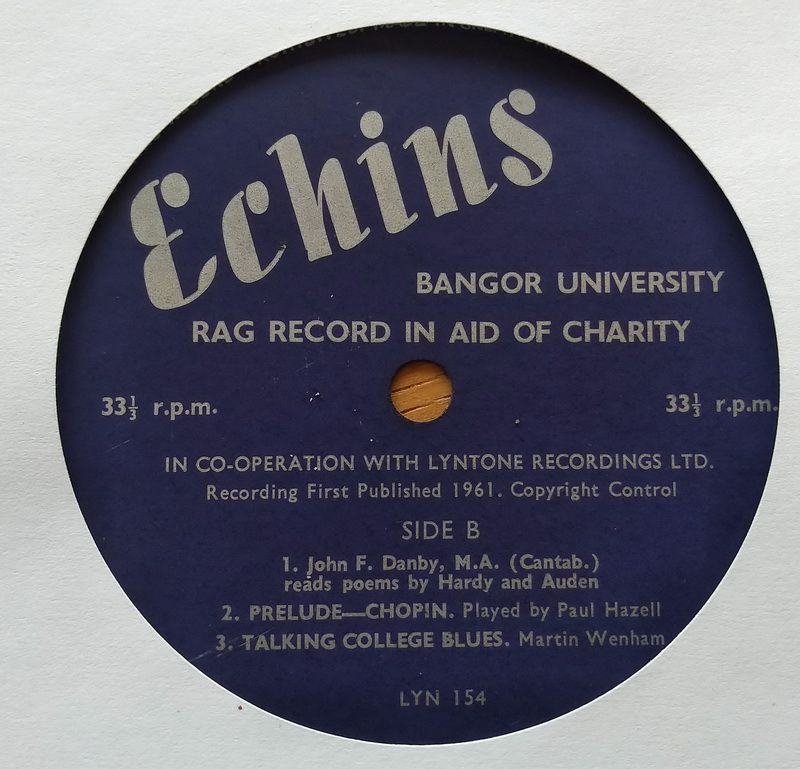 Echins
BANGOR UNIVERSITY
RAG RECORD IN AID OF CHARITY
33⅓ r.p.m. 33⅓ r.p.m.
IN CO-OPERATION WITH LYNTONE RECORDINGS LTD.
Recording First Published 1961. Copyright Control
SIDE B
1. John F. Danby, M.A. (Cantab.)
reads poems by Hardy and Auden
2. PRELUDE—CHOPIN. Played by Paul Hazell
3. TALKING COLLEGE BLUES. Martin Wenham
LYN 154